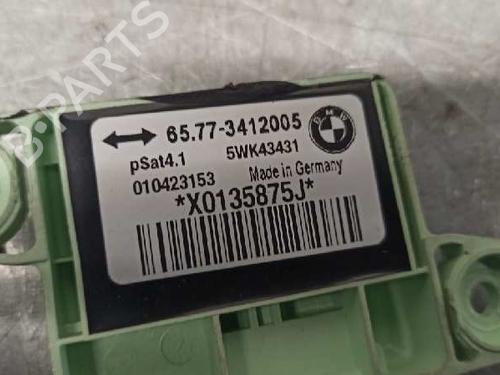 65.77-3412005
BMW
pSat4.1 5WK43431
010423153 Made in Germany
*X0135875J*
B-PARTS